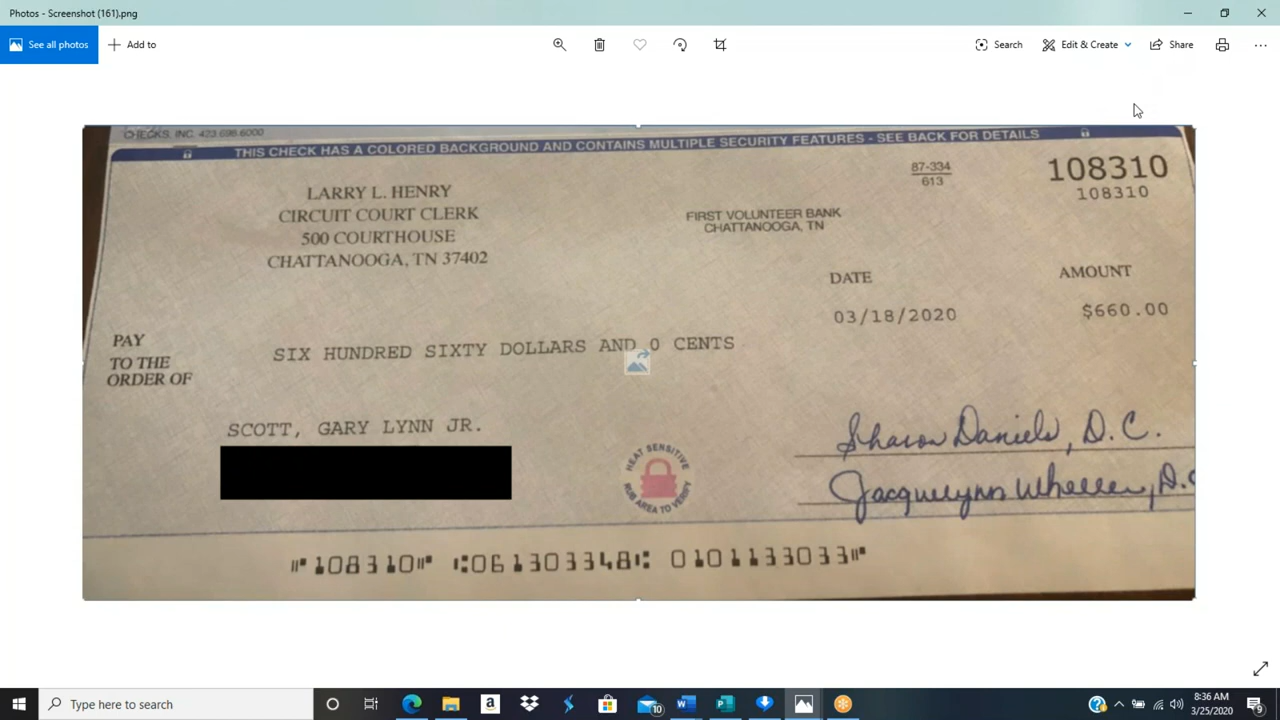 Photos - Screenshot (161).png
See all photos
Add to
Search
Edit & Create
Share
CHECKS, INC. 423.698.6000
THIS CHECK HAS A COLORED BACKGROUND AND CONTAINS MULTIPLE SECURITY FEATURES - SEE BACK FOR DETAILS
LARRY L. HENRY
CIRCUIT COURT CLERK
500 COURTHOUSE
CHATTANOOGA, TN 37402
FIRST VOLUNTEER BANK
CHATTANOOGA, TN
87-334
613
108310
108310
DATE
AMOUNT
03/18/2020
$660.00
PAY
TO THE
ORDER OF
SIX HUNDRED SIXTY DOLLARS AND 0 CENTS
SCOTT, GARY LYNN JR.
HEAT SENSITIVE
RUB AREA TO VERIFY
Sharon Daniels, D.C.
Jacquelynn Wheeler, D.C
⑈108310⑈ ⑆061303348⑆ 0101133033⑈
Type here to search
10
8:36 AM
3/25/2020
9